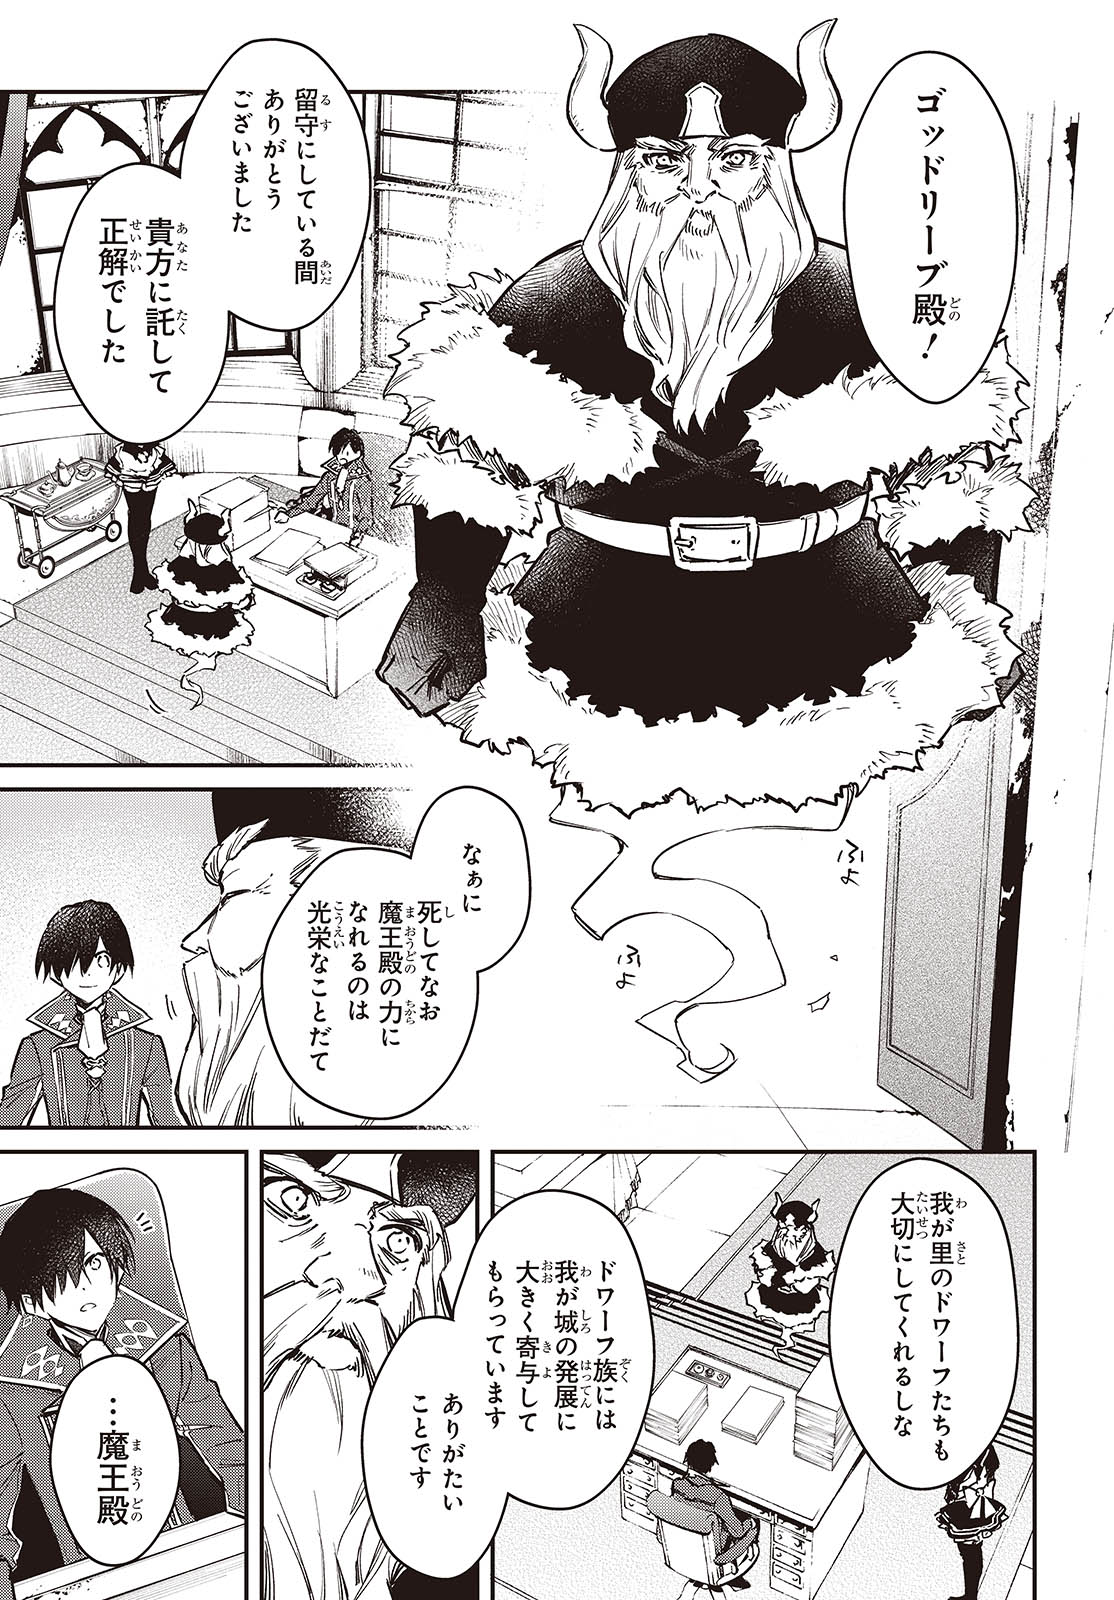 ゴッドリーブ殿！
留守にしている間
ありがとう
ございました
貴方に託して
正解でした
ふよ
ふよ
なぁに
死してなお
魔王殿の力に
なれるのは
光栄なことだて
我が里のドワーフたちも
大切にしてくれるしな
ドワーフ族には
我が城の発展に
大きく寄与して
もらっています
ありがたい
ことです
…魔王殿